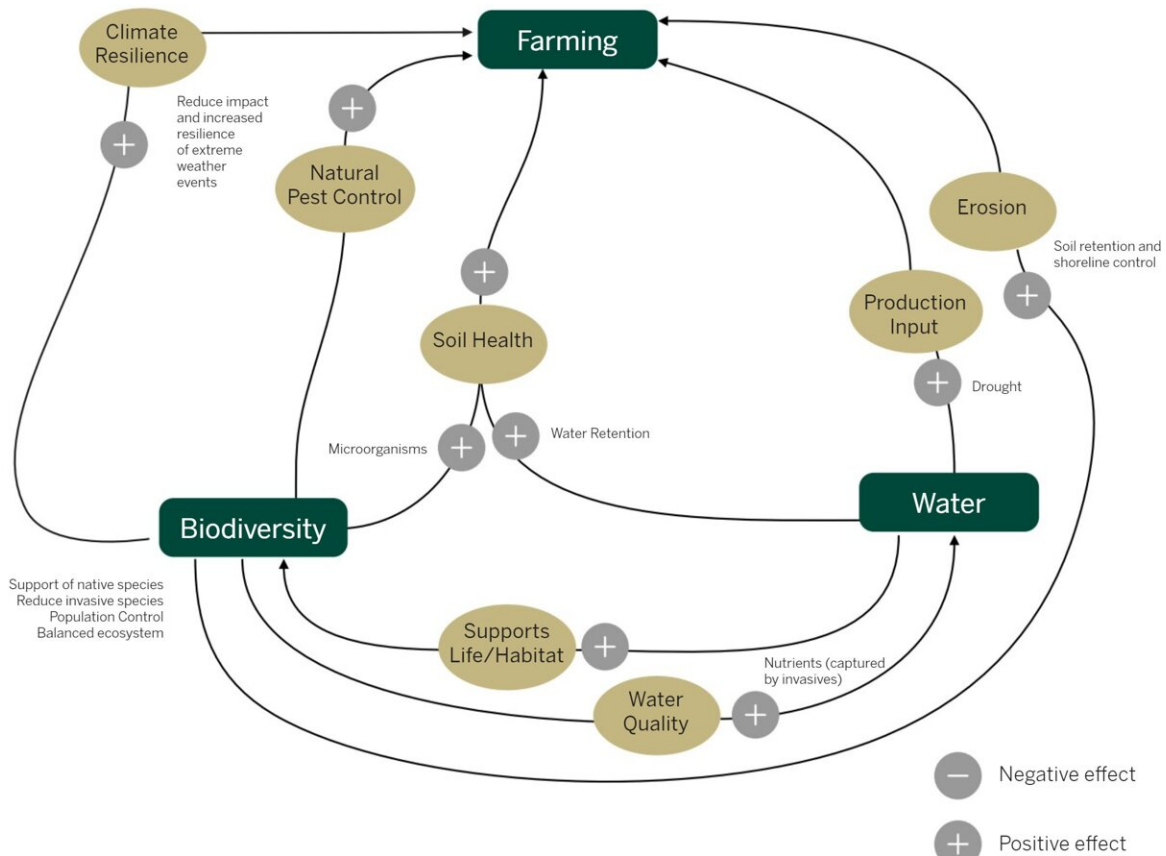 Climate
Resilience
Farming
Reduce impact
and increased
resilience
of extreme
weather
events
+
+
Natural
Pest Control
Erosion
Soil retention and
shoreline control
+
+
Production
Input
Soil Health
+
Drought
Microorganisms
+
+
Water Retention
Biodiversity
Water
Support of native species
Reduce invasive species
Population Control
Balanced ecosystem
Supports
Life/Habitat
+
Nutrients (captured
by invasives)
Water
Quality
+
−
Negative effect
+
Positive effect